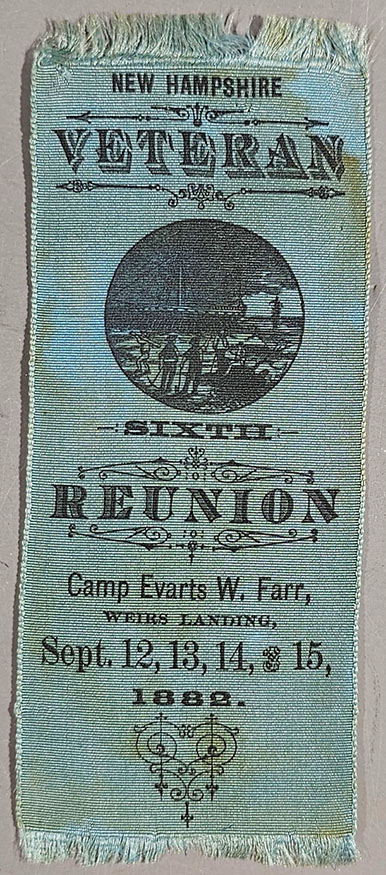 NEW HAMPSHIRE
VETERAN
SIXTH
REUNION
Camp Evarts W. Farr,
WEIRS LANDING,
Sept. 12, 13, 14, & 15,
1882.